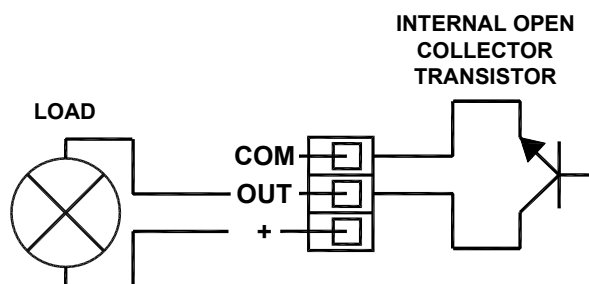 INTERNAL OPEN
COLLECTOR
TRANSISTOR
LOAD
COM
OUT
+